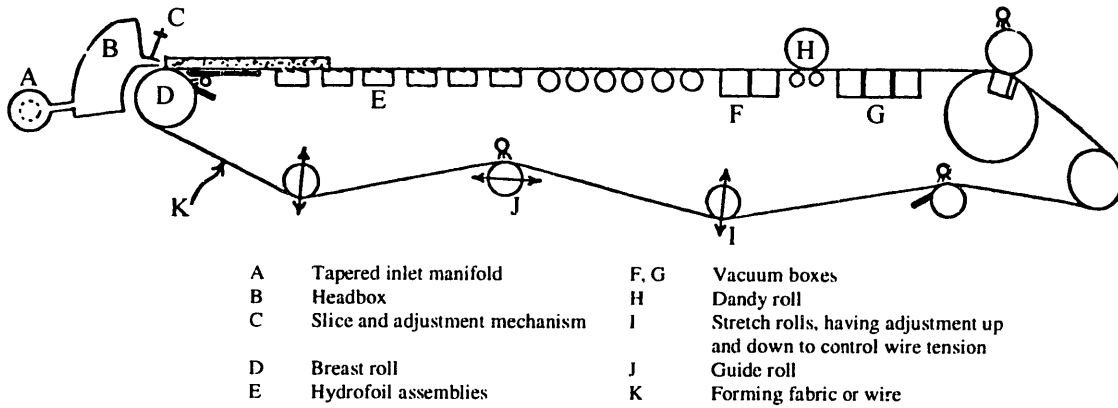 C
B
A
H
D
E
F
G
K
J
I
A Tapered inlet manifold F, G Vacuum boxes
B Headbox H Dandy roll
C Slice and adjustment mechanism I Stretch rolls, having adjustment up
and down to control wire tension
D Breast roll J Guide roll
E Hydrofoil assemblies K Forming fabric or wire